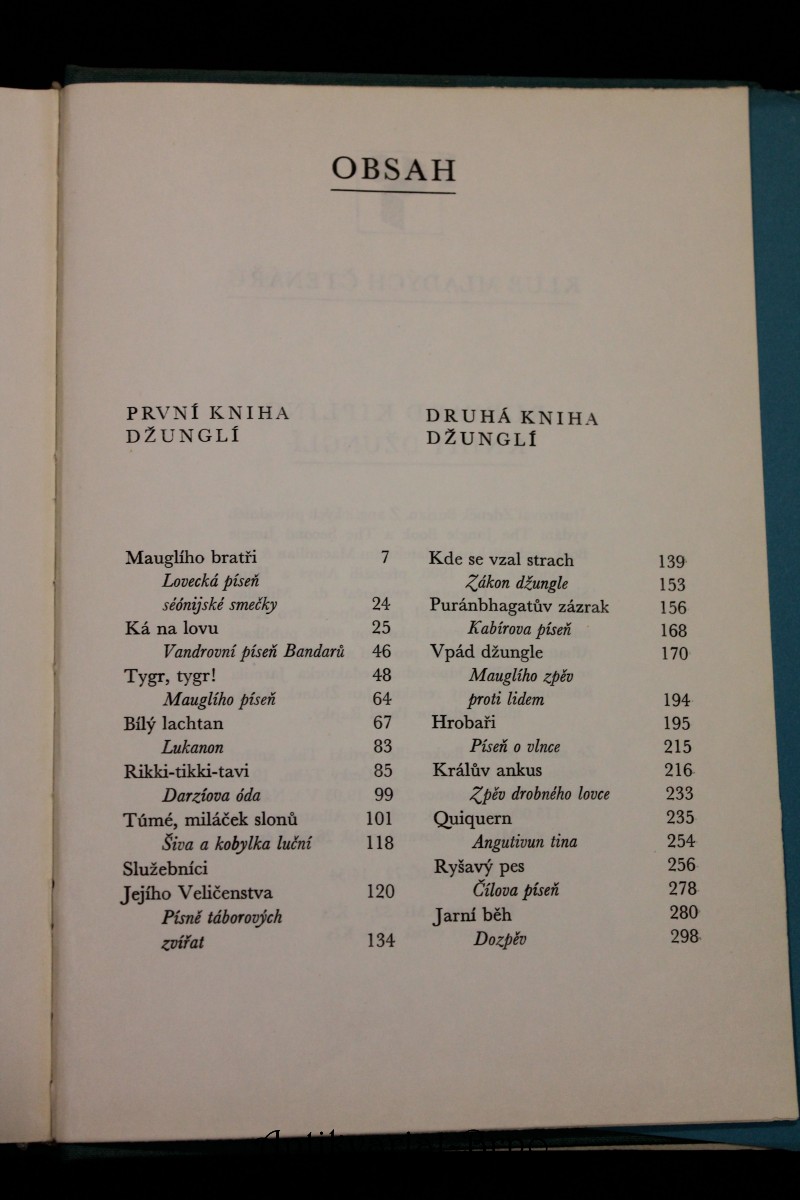 OBSAH
PRVNÍ KNIHA
DŽUNGLÍ
Mauglího bratři 7
Lovecká píseň
séónijské smečky 24
Ká na lovu 25
Vandrovní píseň Bandarů 46
Tygr, tygr! 48
Mauglího píseň 64
Bílý lachtan 67
Lukanon 83
Rikki-tikki-tavi 85
Darzíova óda 99
Túmé, miláček slonů 101
Šiva a kobylka luční 118
Služebníci
Jejího Veličenstva 120
Písně táborových
zvířat 134
DRUHÁ KNIHA
DŽUNGLÍ
Kde se vzal strach 139
Zákon džungle 153
Puránbhagatův zázrak 156
Kabírova píseň 168
Vpád džungle 170
Mauglího zpěv
proti lidem 194
Hrobaři 195
Píseň o vlnce 215
Králův ankus 216
Zpěv drobného lovce 233
Quiquern 235
Angutivun tina 254
Ryšavý pes 256
Čílova píseň 278
Jarní běh 280
Dozpěv 298